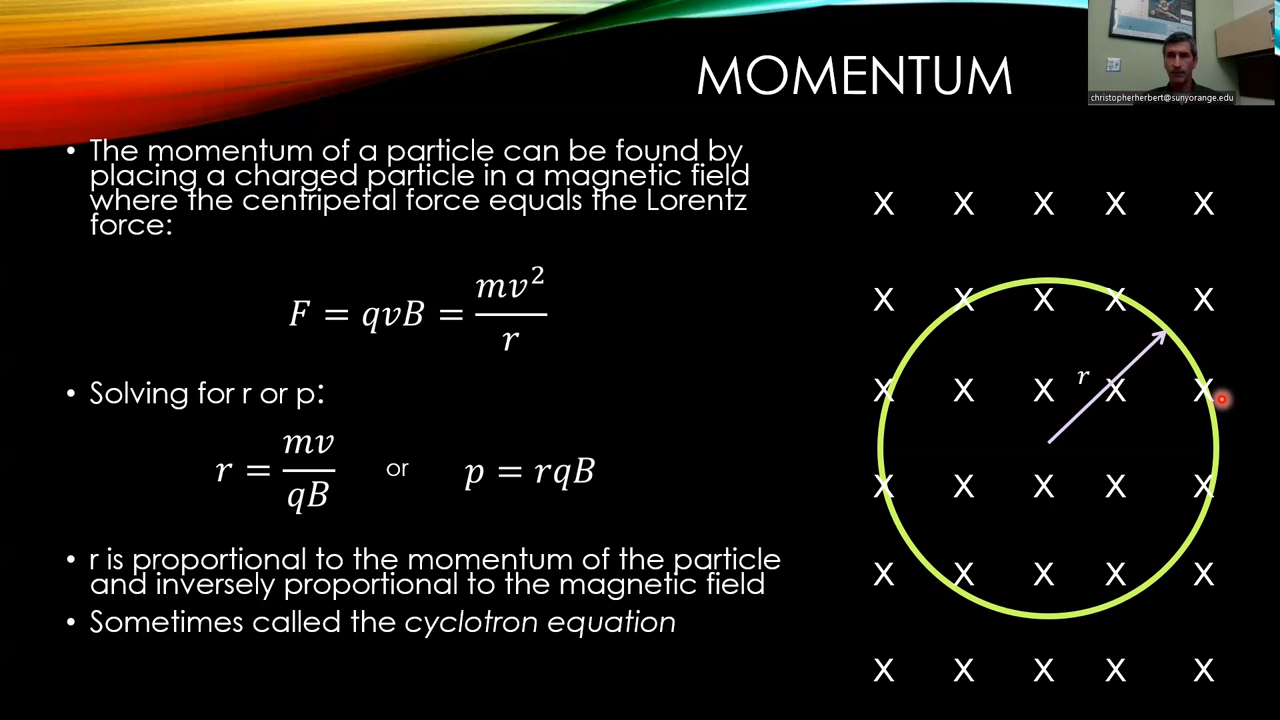 MOMENTUM
christopherherbert@sunyorange.edu
• The momentum of a particle can be found by
placing a charged particle in a magnetic field
where the centripetal force equals the Lorentz
force:
F = qvB = mv²/r
• Solving for r or p:
r = mv/qB or p = rqB
• r is proportional to the momentum of the particle
and inversely proportional to the magnetic field
• Sometimes called the cyclotron equation
X X X X X
X X X X X
r
X X X X X
X X X X X
X X X X X
X X X X X